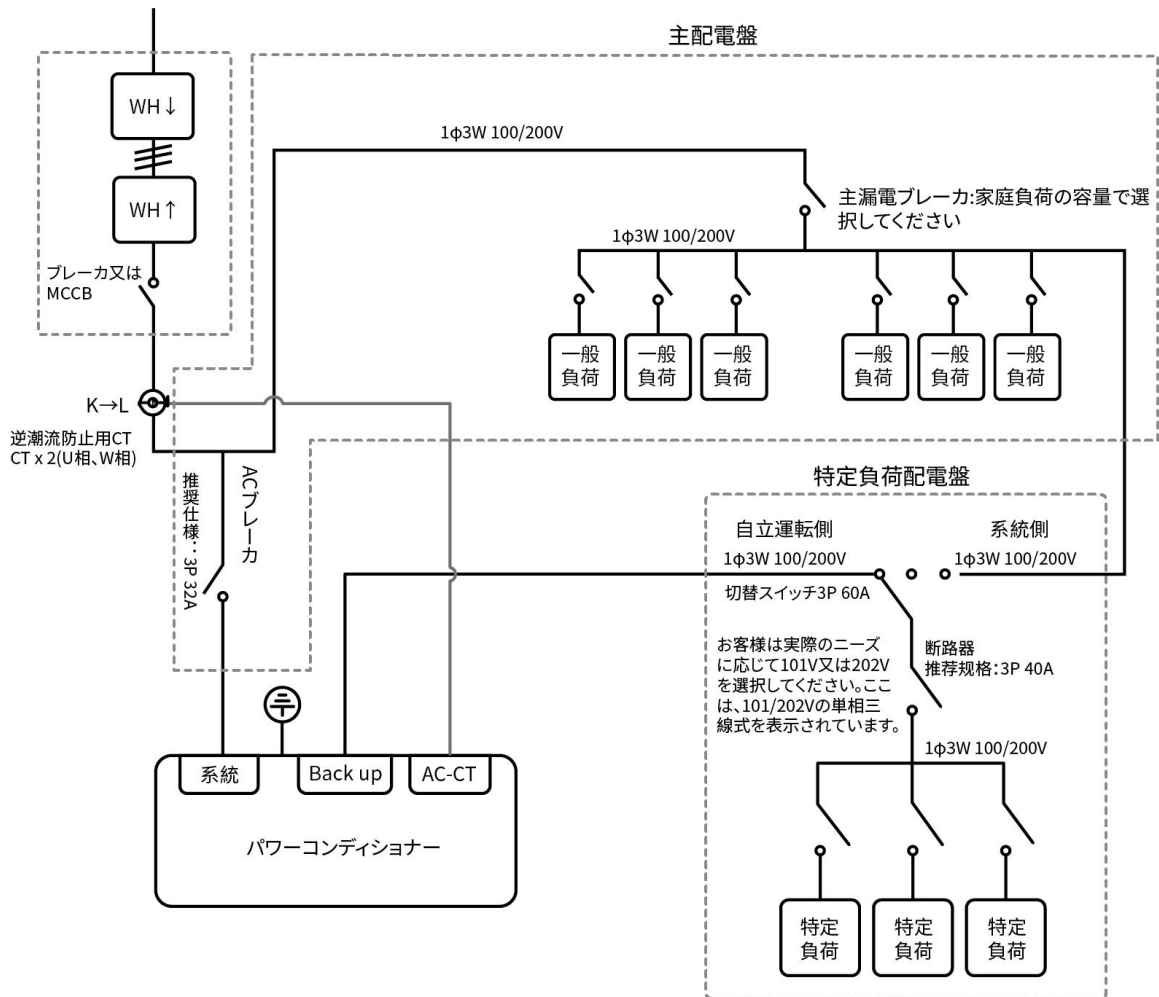 主配電盤
WH↓
1φ3W 100/200V
WH↑
主漏電ブレーカ:家庭負荷の容量で選
択してください
1φ3W 100/200V
ブレーカ又は
MCCB
一般
負荷
一般
負荷
一般
負荷
一般
負荷
一般
負荷
一般
負荷
K→L
逆潮流防止用CT
CT x 2(U相、W相)
ACブレーカ
推奨仕様：3P 32A
特定負荷配電盤
自立運転側
系統側
1φ3W 100/200V
1φ3W 100/200V
切替スイッチ3P 60A
お客様は実際のニーズ
に応じて101V又は202V
を選択してください。ここ
は、101/202Vの単相三
線式を表示されています。
断路器
推荐规格：3P 40A
1φ3W 100/200V
系統
Back up
AC-CT
パワーコンディショナー
特定
負荷
特定
負荷
特定
負荷